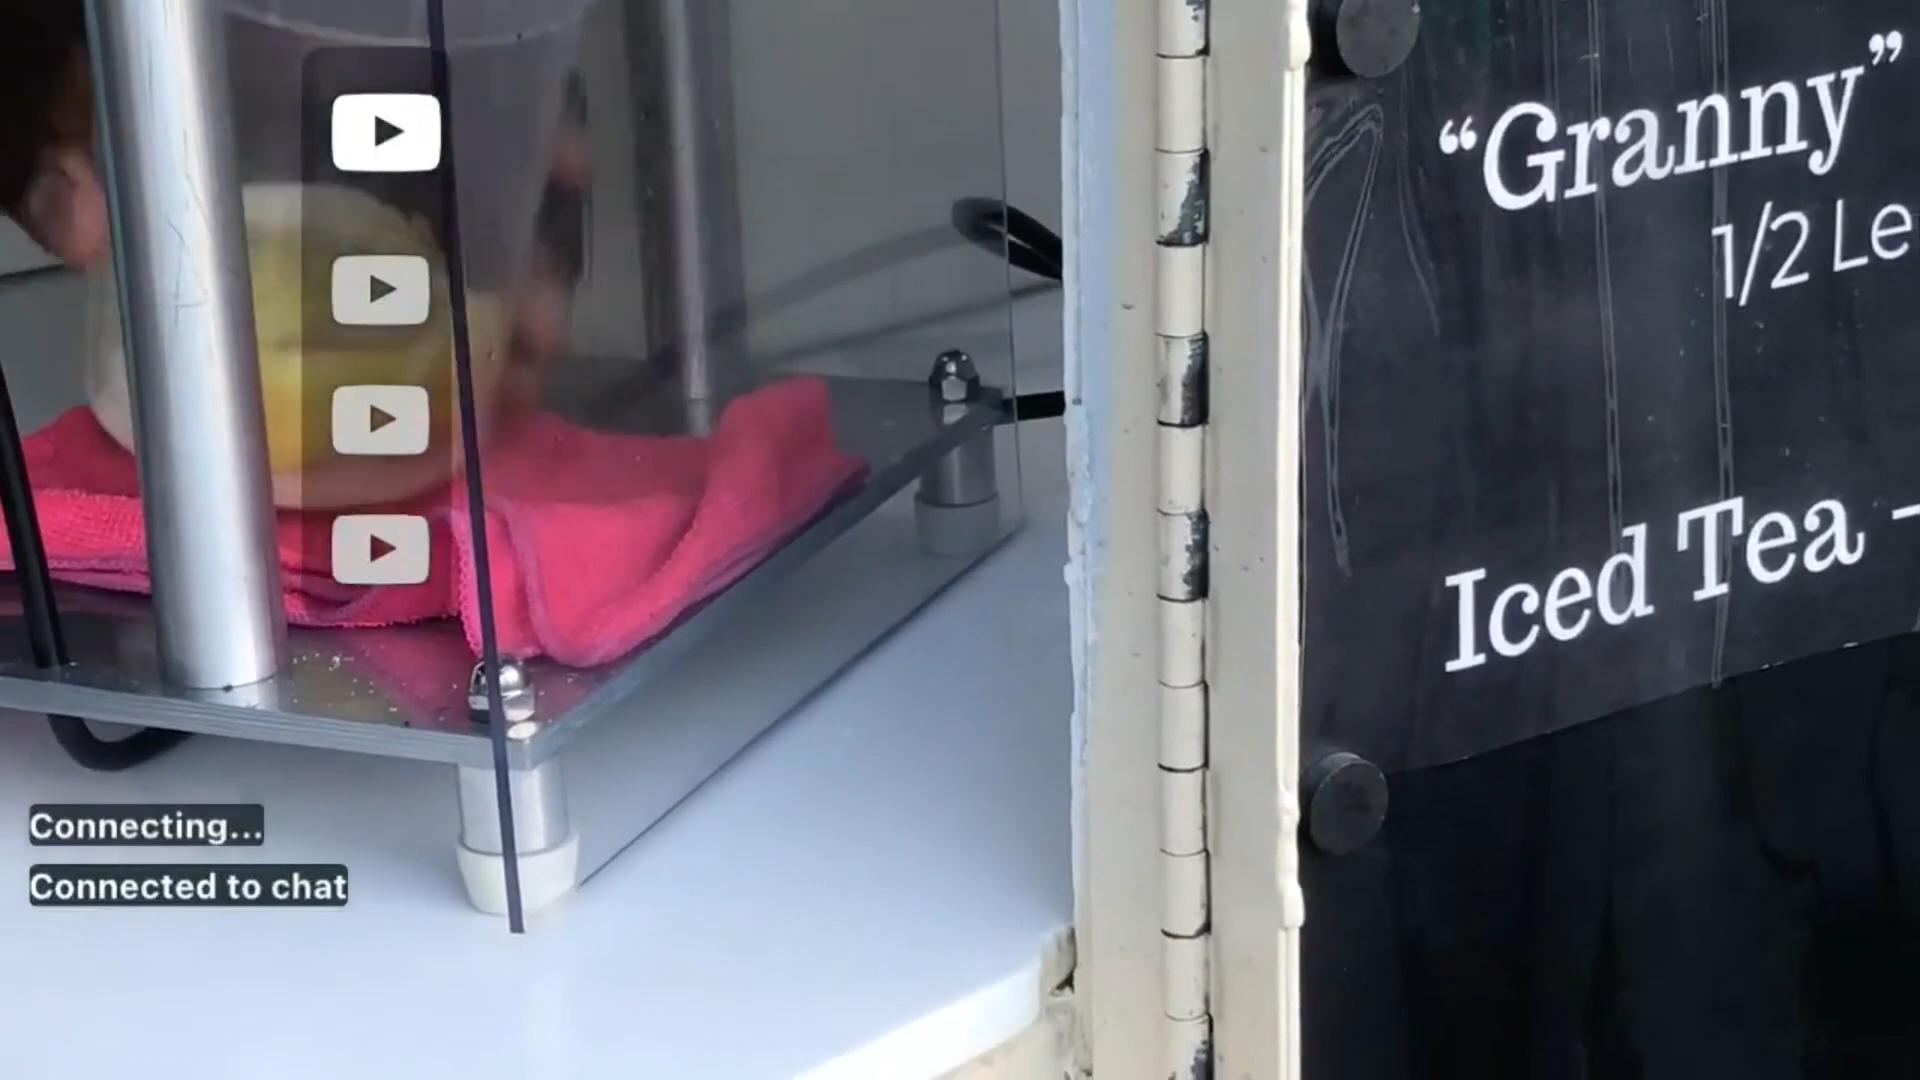 “Granny”
1/2 Le
Iced Tea -
Connecting...
Connected to chat